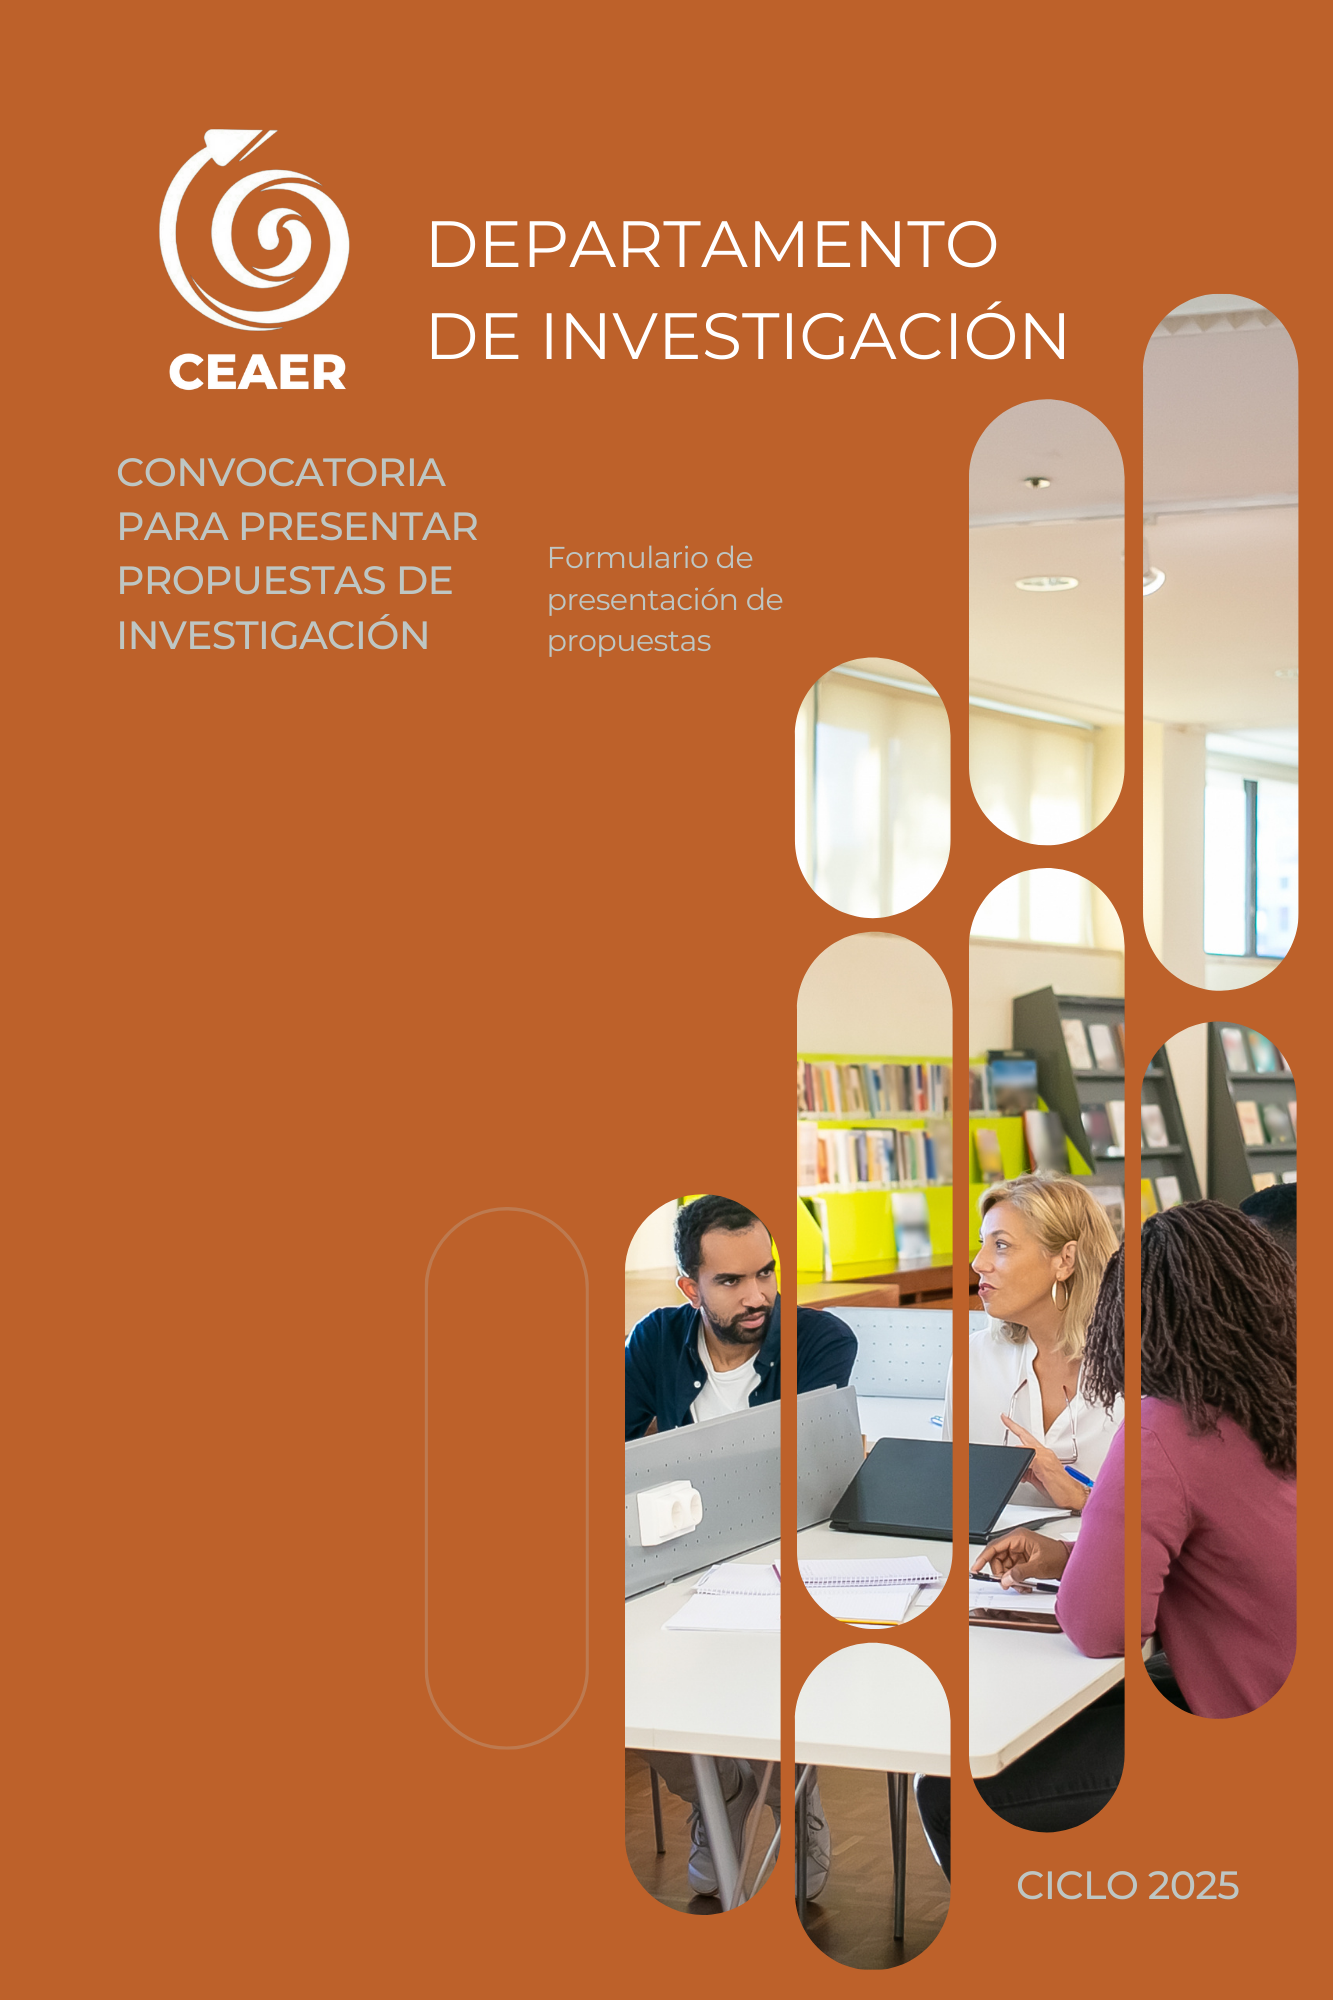 CEAER
DEPARTAMENTO
DE INVESTIGACIÓN
CONVOCATORIA
PARA PRESENTAR
PROPUESTAS DE
INVESTIGACIÓN
Formulario de
presentación de
propuestas
CICLO 2025